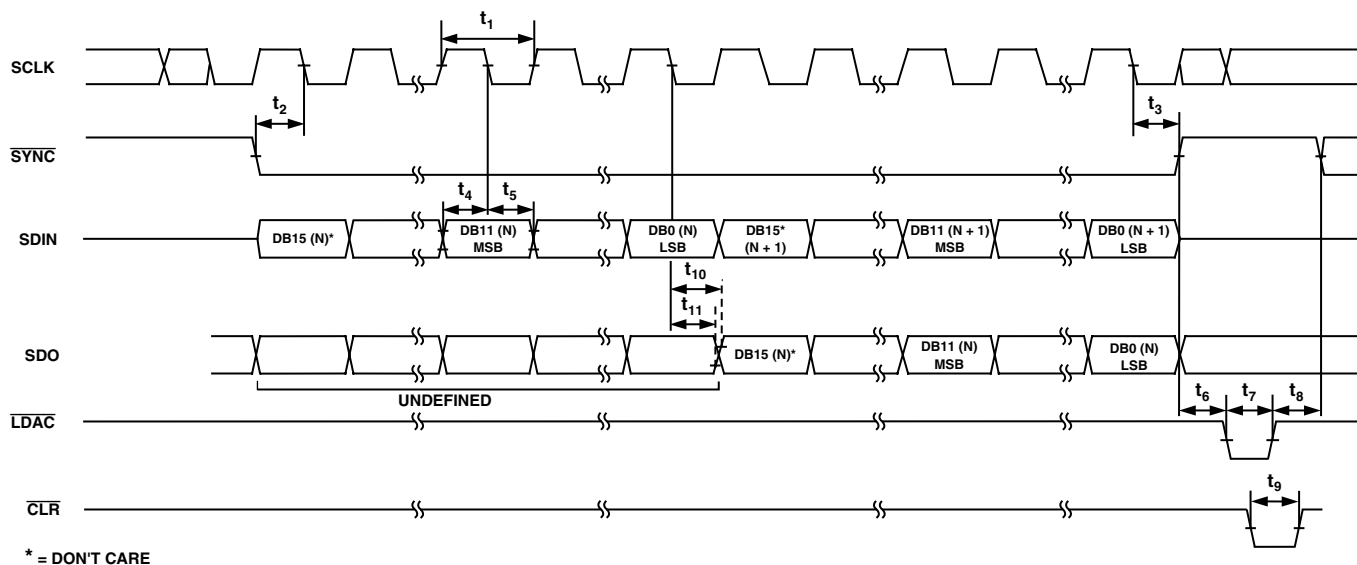 t1
SCLK
t2
t3
SYNC
t4
t5
SDIN
DB15 (N)*
DB11 (N)
MSB
DB0 (N)
LSB
DB15*
(N + 1)
DB11 (N + 1)
MSB
DB0 (N + 1)
LSB
t10
t11
SDO
DB15 (N)*
DB11 (N)
MSB
DB0 (N)
LSB
UNDEFINED
t6
t7
t8
LDAC
t9
CLR
* = DON'T CARE